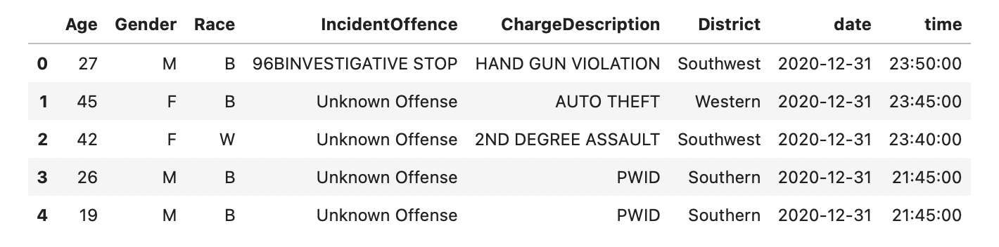 Age Gender Race IncidentOffence ChargeDescription District date time
0 27 M B 96BINVESTIGATIVE STOP HAND GUN VIOLATION Southwest 2020-12-31 23:50:00
1 45 F B Unknown Offense AUTO THEFT Western 2020-12-31 23:45:00
2 42 F W Unknown Offense 2ND DEGREE ASSAULT Southwest 2020-12-31 23:40:00
3 26 M B Unknown Offense PWID Southern 2020-12-31 21:45:00
4 19 M B Unknown Offense PWID Southern 2020-12-31 21:45:00